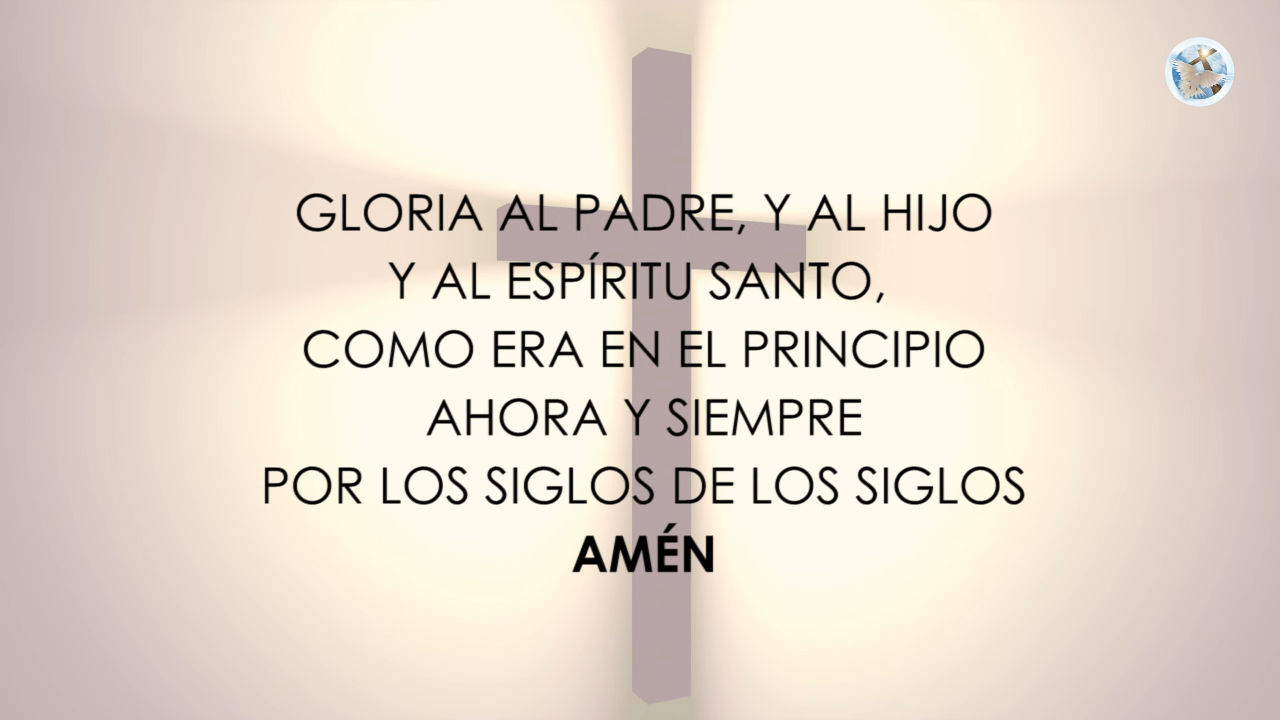 GLORIA AL PADRE, Y AL HIJO
Y AL ESPÍRITU SANTO,
COMO ERA EN EL PRINCIPIO
AHORA Y SIEMPRE
POR LOS SIGLOS DE LOS SIGLOS
AMÉN